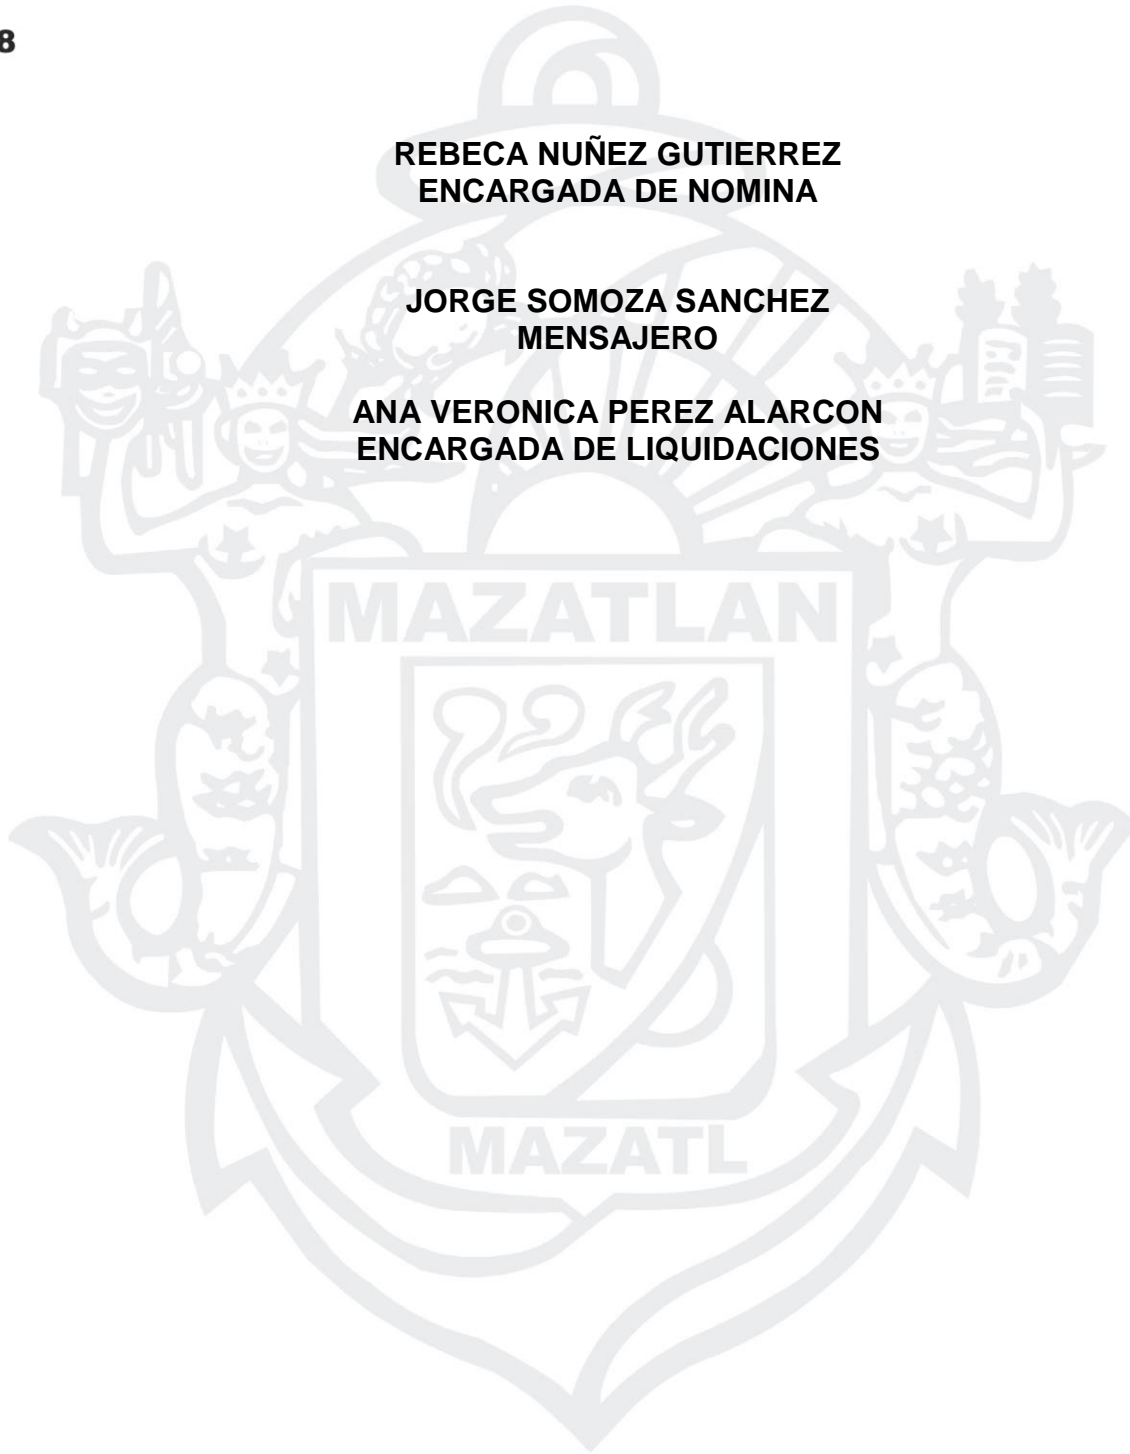 8
REBECA NUÑEZ GUTIERREZ
ENCARGADA DE NOMINA
JORGE SOMOZA SANCHEZ
MENSAJERO
ANA VERONICA PEREZ ALARCON
ENCARGADA DE LIQUIDACIONES
MAZATLAN
MAZATL